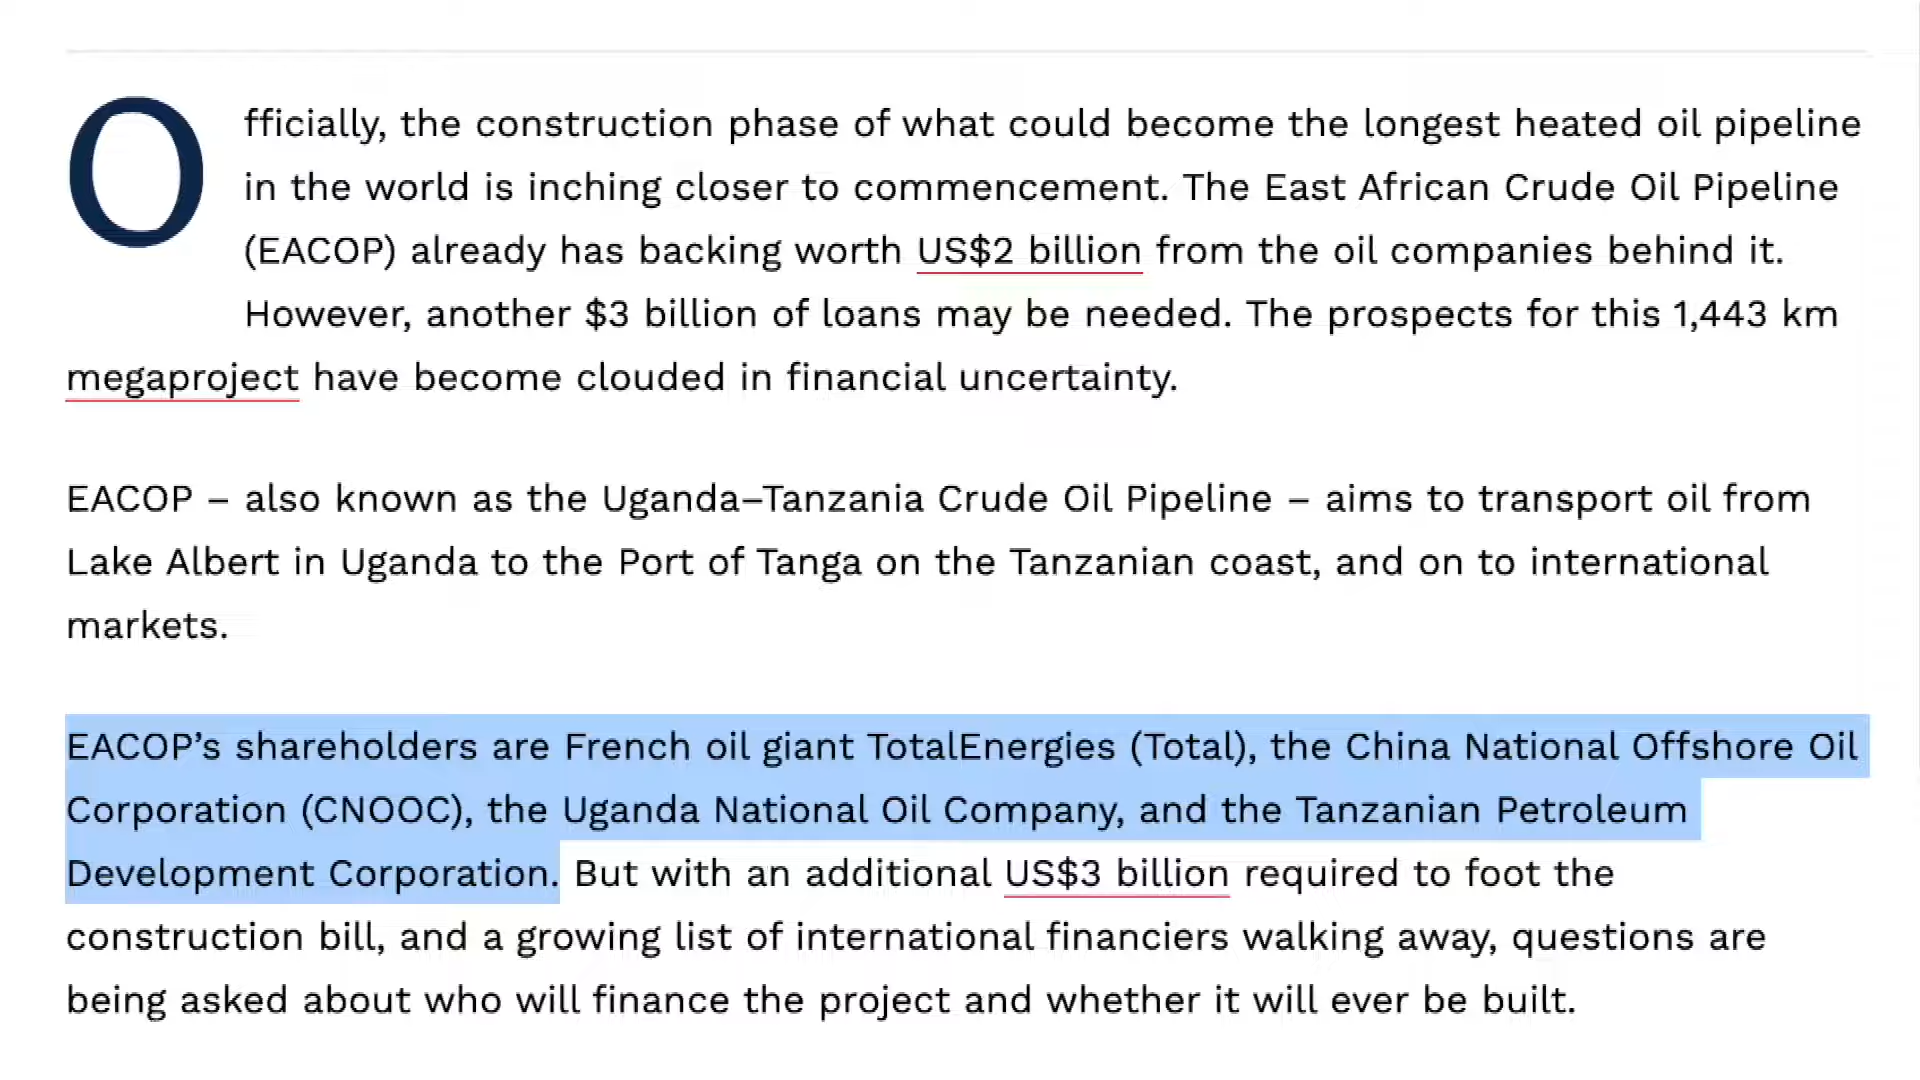 Officially, the construction phase of what could become the longest heated oil pipeline
in the world is inching closer to commencement. The East African Crude Oil Pipeline
(EACOP) already has backing worth US$2 billion from the oil companies behind it.
However, another $3 billion of loans may be needed. The prospects for this 1,443 km
megaproject have become clouded in financial uncertainty.
EACOP – also known as the Uganda–Tanzania Crude Oil Pipeline – aims to transport oil from
Lake Albert in Uganda to the Port of Tanga on the Tanzanian coast, and on to international
markets.
EACOP’s shareholders are French oil giant TotalEnergies (Total), the China National Offshore Oil
Corporation (CNOOC), the Uganda National Oil Company, and the Tanzanian Petroleum
Development Corporation. But with an additional US$3 billion required to foot the
construction bill, and a growing list of international financiers walking away, questions are
being asked about who will finance the project and whether it will ever be built.